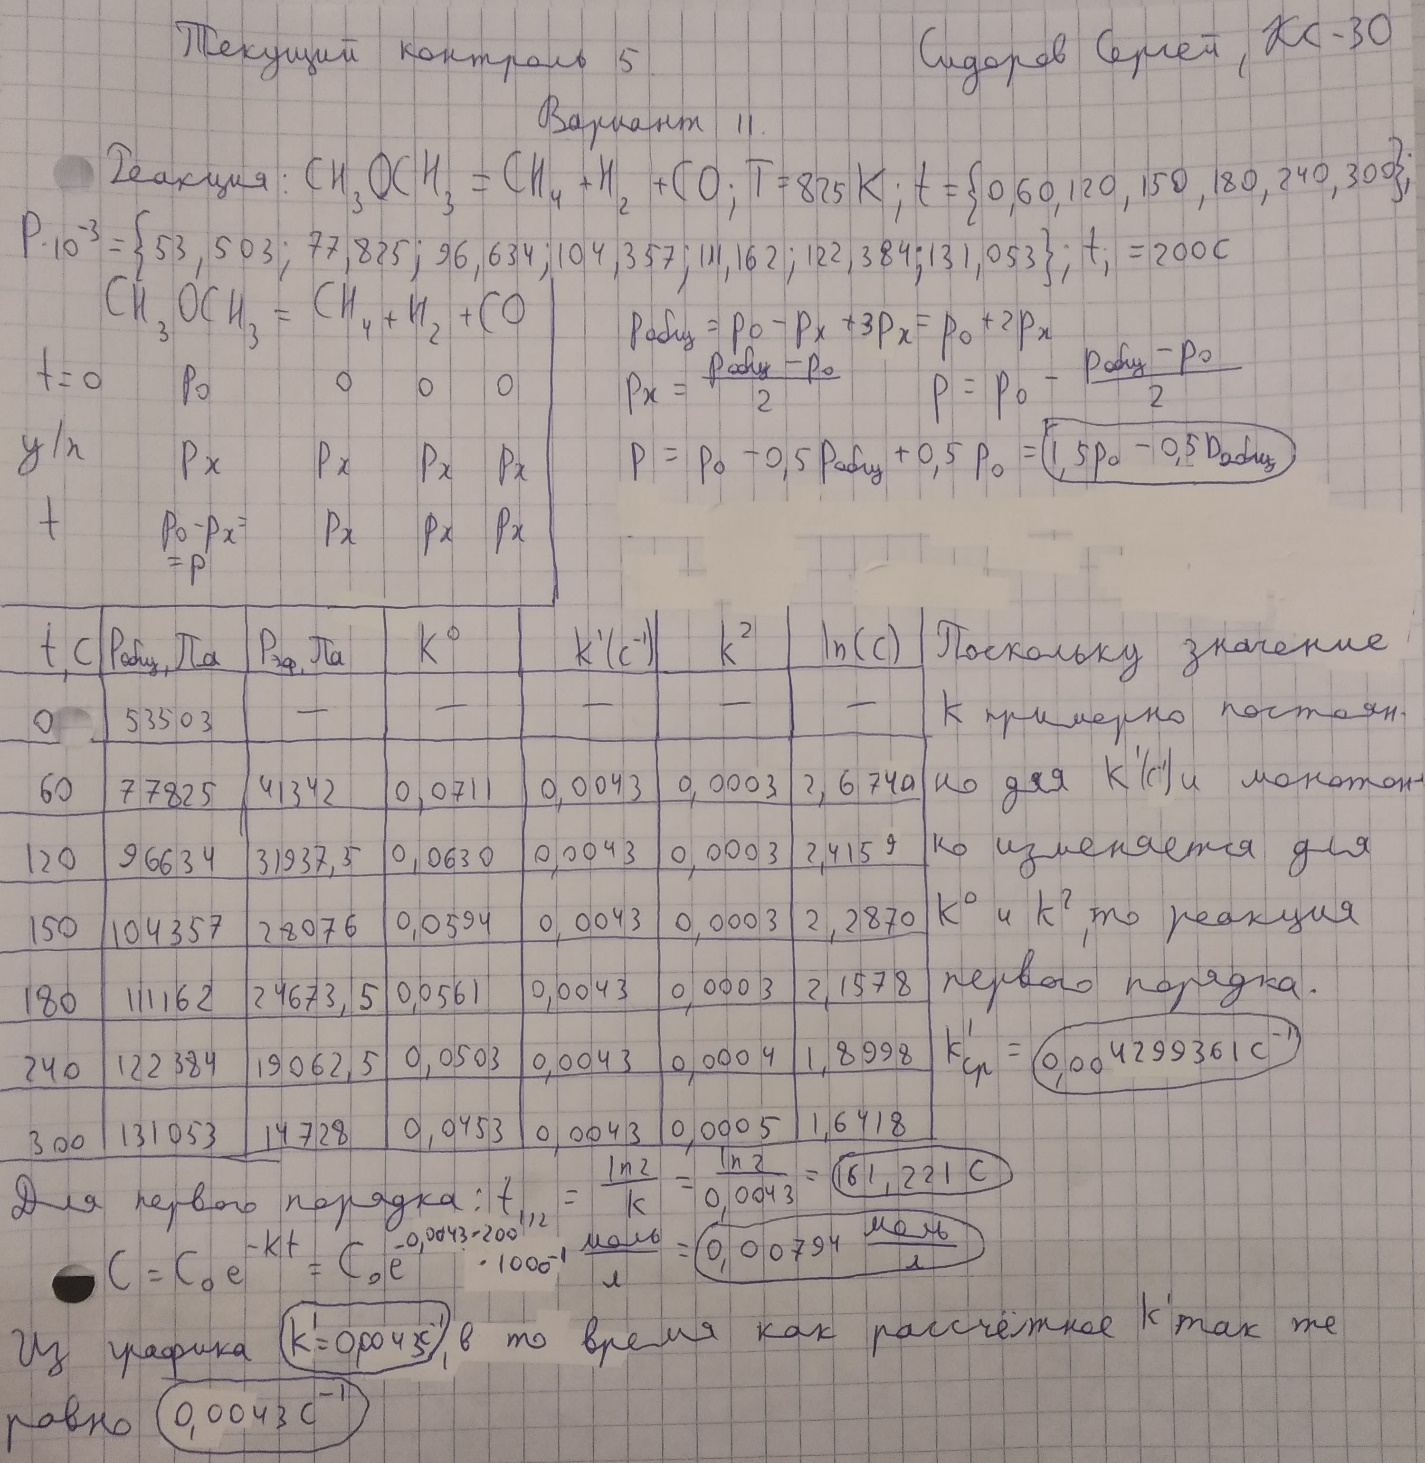 Текущий контроль 5 Сидоров Сергей, КС-30
Вариант 11.
Реакция: CH₃OCH₃ = CH₄ + H₂ + CO; T = 825 K; t = {0, 60, 120, 150, 180, 240, 300};
P·10⁻³ = {53,503; 77,825; 96,634; 104,357; 111,162; 122,384; 131,053}; t₁ = 200 с
CH₃OCH₃ = CH₄ + H₂ + CO
t=0 p₀ 0 0 0
у/п pₓ pₓ pₓ pₓ
t p₀-pₓ= pₓ pₓ pₓ
=p
pобщ = p₀ - pₓ + 3pₓ = p₀ + 2pₓ
pₓ = (pобщ - p₀)/2 p = p₀ - (pобщ - p₀)/2
p = p₀ - 0,5pобщ + 0,5p₀ = 1,5p₀ - 0,5pобщ
t, с Pобщ, Па Pэф, Па K⁰ k¹(с⁻¹) k² ln(C)
0 53503 — — — — —
60 77825 41342 0,0711 0,0043 0,0003 2,6740
120 96634 31937,5 0,0630 0,0043 0,0003 2,4159
150 104357 28076 0,0594 0,0043 0,0003 2,2870
180 111162 24673,5 0,0561 0,0043 0,0003 2,1578
240 122384 19062,5 0,0503 0,0043 0,0004 1,8998
300 131053 14728 0,0453 0,0043 0,0005 1,6418
Поскольку значение
k примерно постоян-
но для k¹(с⁻¹) и монотон-
но изменяется для
k⁰ и k², то реакция
первого порядка.
k¹ср = 0,004299361 с⁻¹
Для первого порядка: t₁/₂ = ln2/k = ln2/0,0043 = 161,221 с
C = C₀e^(-kt) = C₀e^(-0,0043·200) · 1000⁻¹ моль/л = 0,00794 моль/л
Из графика k¹=0,0043с⁻¹, в то время как рассчётное k¹ так же
равно 0,0043 с⁻¹